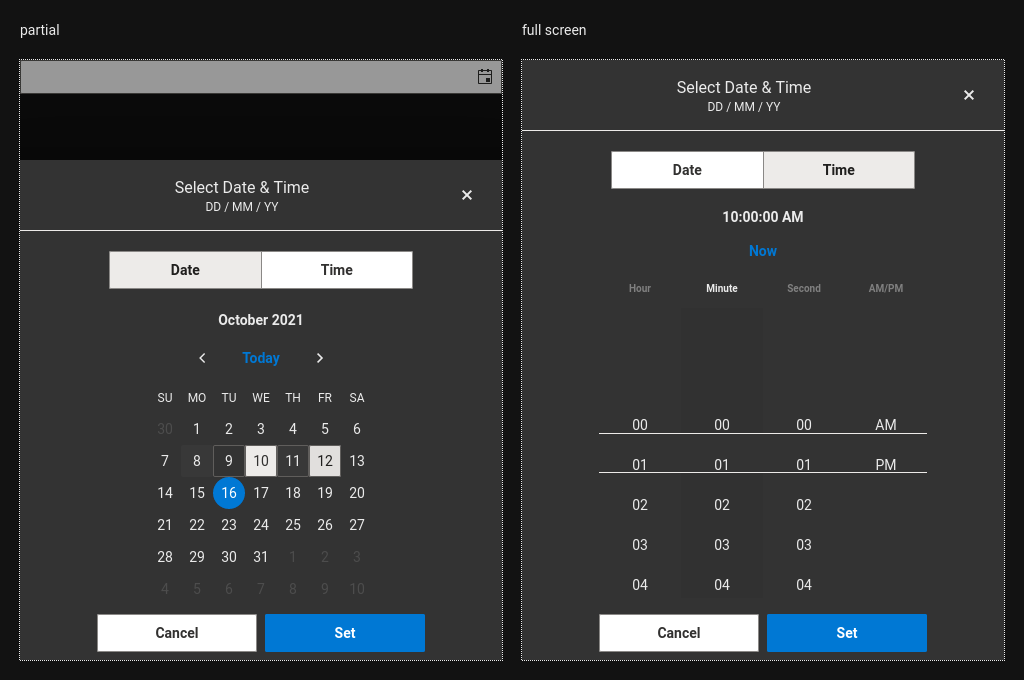 partial
Select Date & Time
DD / MM / YY
×
Date Time
October 2021
Today
SU MO TU WE TH FR SA
30 1 2 3 4 5 6
7 8 9 10 11 12 13
14 15 16 17 18 19 20
21 22 23 24 25 26 27
28 29 30 31 1 2 3
4 5 6 7 8 9 10
Cancel Set
full screen
Select Date & Time
DD / MM / YY
×
Date Time
10:00:00 AM
Now
Hour Minute Second AM/PM
00 00 00 AM
01 01 01 PM
02 02 02
03 03 03
04 04 04
Cancel Set